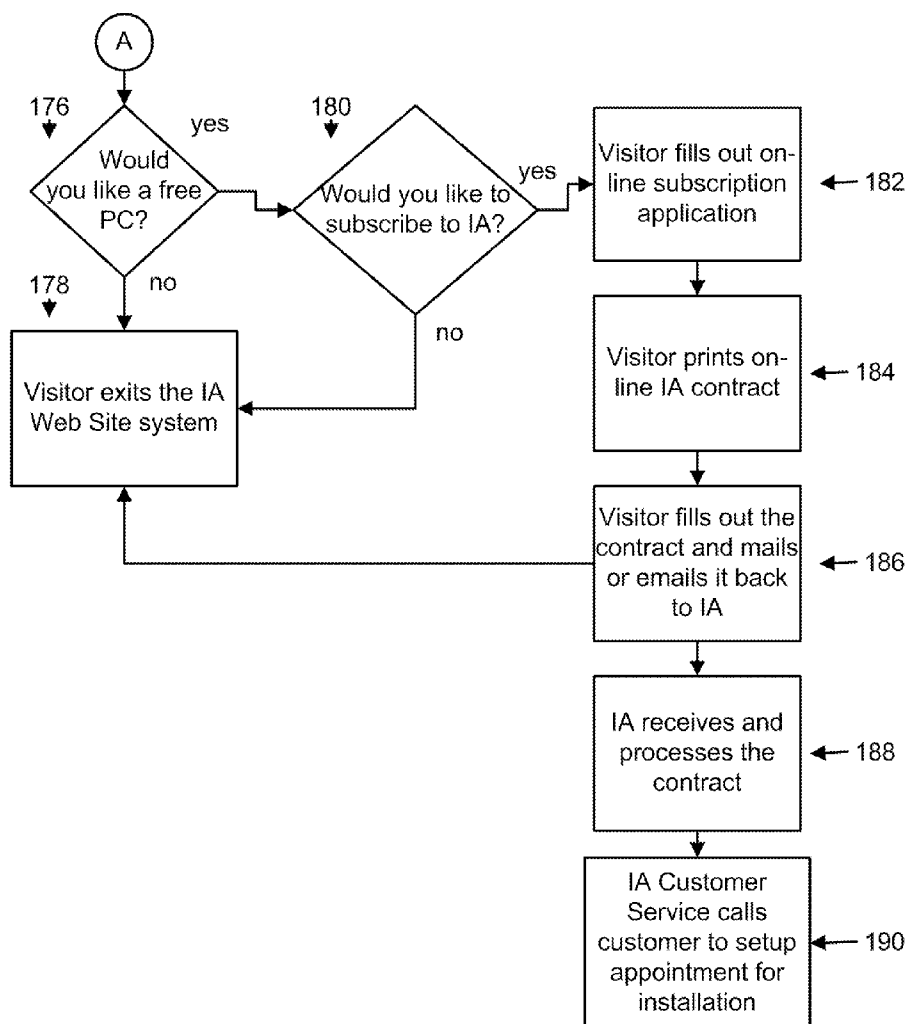 A
176
yes
Would
you like a free
PC?
180
Would you like to
subscribe to IA?
yes
Visitor fills out on-
line subscription
application
182
178
no
Visitor exits the IA
Web Site system
no
Visitor prints on-
line IA contract
184
Visitor fills out the
contract and mails
or emails it back
to IA
186
IA receives and
processes the
contract
188
IA Customer
Service calls
customer to setup
appointment for
installation
190